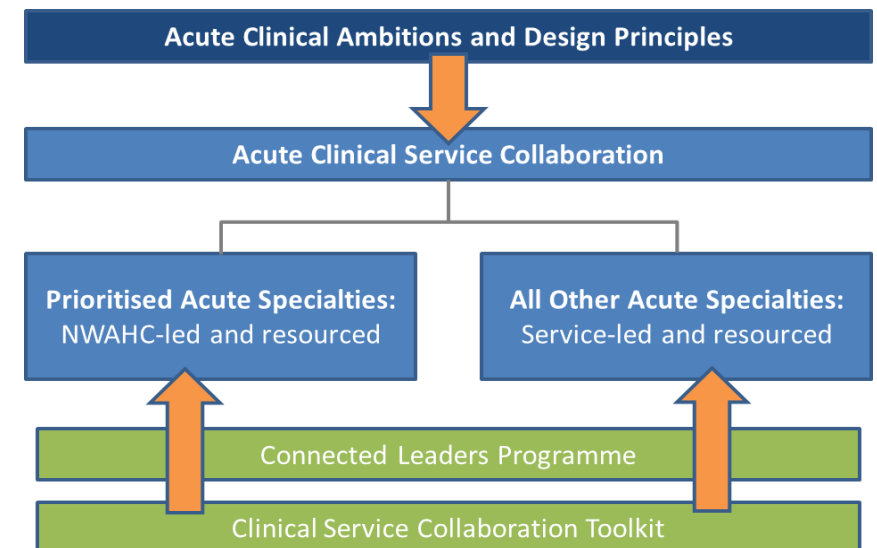 Acute Clinical Ambitions and Design Principles
Acute Clinical Service Collaboration
Prioritised Acute Specialties:
NWAHC-led and resourced
All Other Acute Specialties:
Service-led and resourced
Connected Leaders Programme
Clinical Service Collaboration Toolkit